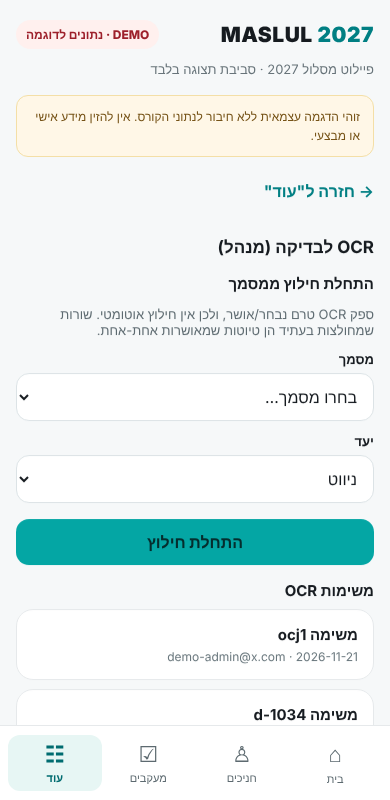 MASLUL 2027
DEMO · נתונים לדוגמה
פיילוט מסלול 2027 · סביבת תצוגה בלבד
זוהי הדגמה עצמאית ללא חיבור לנתוני הקורס. אין להזין מידע אישי
או מבצעי.
→ חזרה ל"עוד"
OCR לבדיקה (מנהל)
התחלת חילוץ ממסמך
ספק OCR טרם נבחר/אושר, ולכן אין חילוץ אוטומטי. שורות
שמחולצות בעתיד הן טיוטות שמאושרות אחת-אחת.
מסמך
בחרו מסמך...
יעד
ניווט
התחלת חילוץ
משימות OCR
משימה ocj1
demo-admin@x.com · 2026-11-21
משימה d-1034
בית
חניכים
מעקבים
עוד